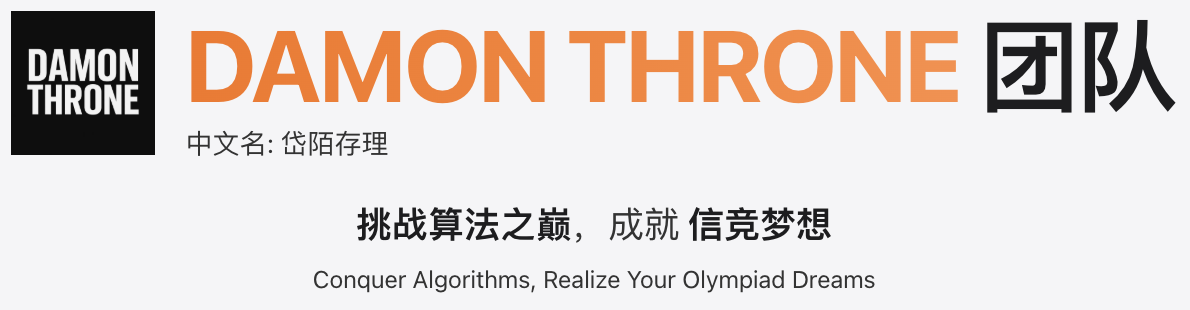 DAMON
THRONE
DAMON THRONE 团队
中文名: 岱陌存理
挑战算法之巅，成就 信竞梦想
Conquer Algorithms, Realize Your Olympiad Dreams